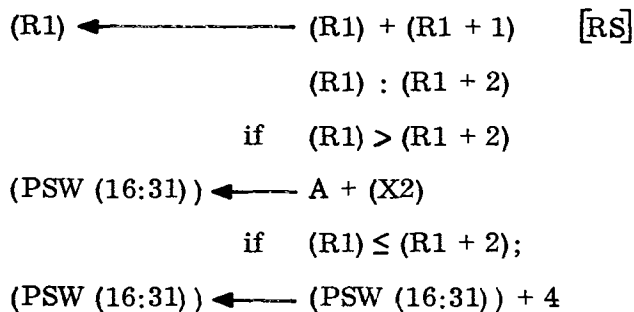 (R1) ← (R1) + (R1 + 1) [RS]
(R1) : (R1 + 2)
if (R1) > (R1 + 2)
(PSW (16:31)) ← A + (X2)
if (R1) ≤ (R1 + 2);
(PSW (16:31)) ← (PSW (16:31)) + 4